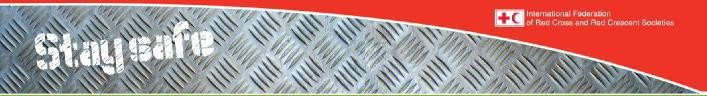 Stay safe
International Federation
of Red Cross and Red Crescent Societies